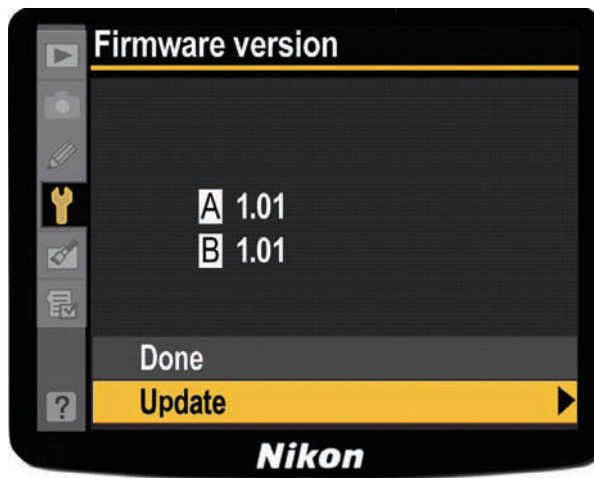 Firmware version
A 1.01
B 1.01
Done
Update
?
Nikon